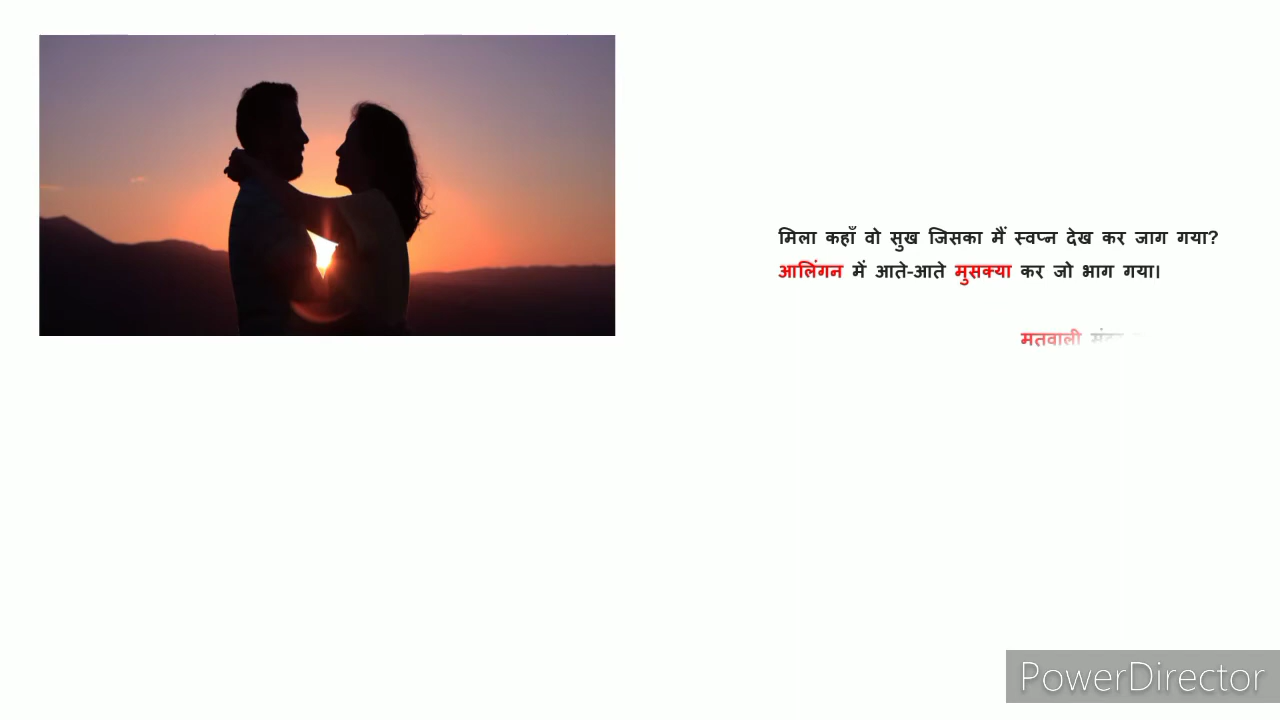 मिला कहाँ वो सुख जिसका मैं स्वप्न देख कर जाग गया?
आलिंगन में आते-आते मुसक्या कर जो भाग गया।
मतवाली
PowerDirector